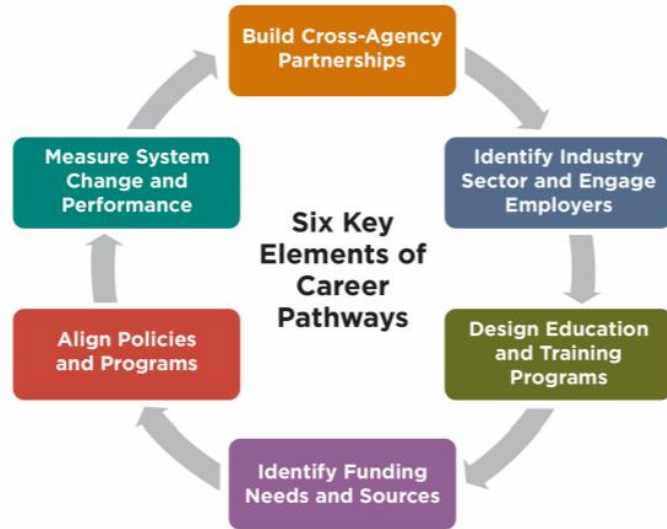 Build Cross-Agency
Partnerships
Identify Industry
Sector and Engage
Employers
Design Education
and Training
Programs
Identify Funding
Needs and Sources
Align Policies
and Programs
Measure System
Change and
Performance
Six Key
Elements of
Career
Pathways